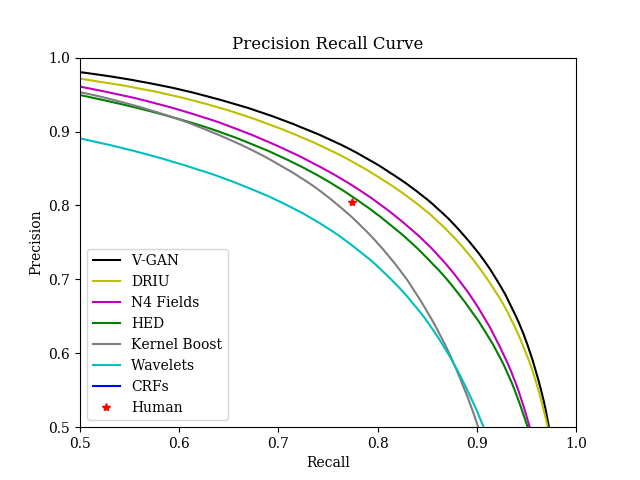 Precision Recall Curve
1.0
0.9
0.8
0.7
0.6
0.5
Precision
V-GAN
DRIU
N4 Fields
HED
Kernel Boost
Wavelets
CRFs
Human
0.5 0.6 0.7 0.8 0.9 1.0
Recall